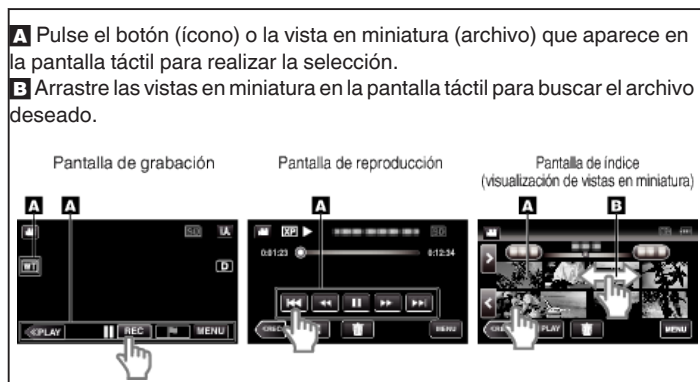 A Pulse el botón (ícono) o la vista en miniatura (archivo) que aparece en
la pantalla táctil para realizar la selección.
B Arrastre las vistas en miniatura en la pantalla táctil para buscar el archivo
deseado.
Pantalla de grabación
Pantalla de reproducción
Pantalla de índice
(visualización de vistas en miniatura)
A A
A
A B
XP
0:01:23 0:12:34
WT
D
≪PLAY REC MENU
MENU
PLAY MENU